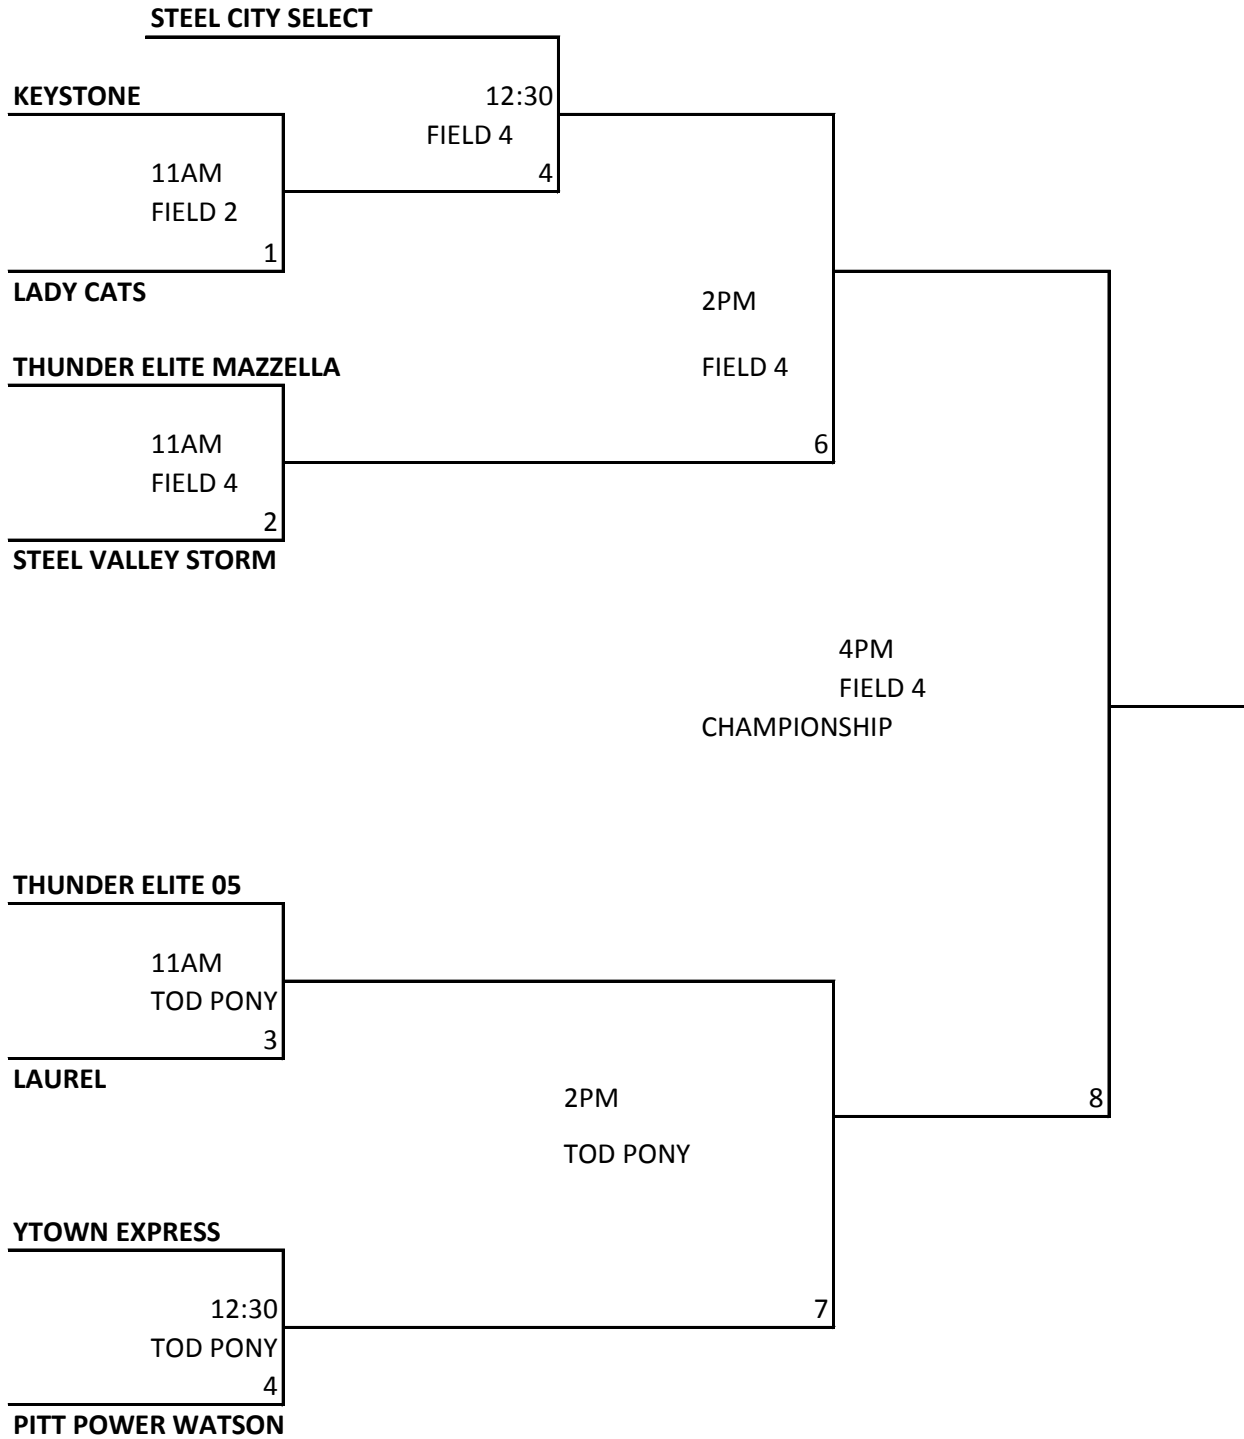 STEEL CITY SELECT
KEYSTONE
12:30
FIELD 4
4
11AM
FIELD 2
1
LADY CATS
2PM
FIELD 4
6
THUNDER ELITE MAZZELLA
11AM
FIELD 4
2
STEEL VALLEY STORM
4PM
FIELD 4
CHAMPIONSHIP
THUNDER ELITE 05
11AM
TOD PONY
3
LAUREL
2PM
TOD PONY
8
YTOWN EXPRESS
12:30
TOD PONY
4
7
PITT POWER WATSON